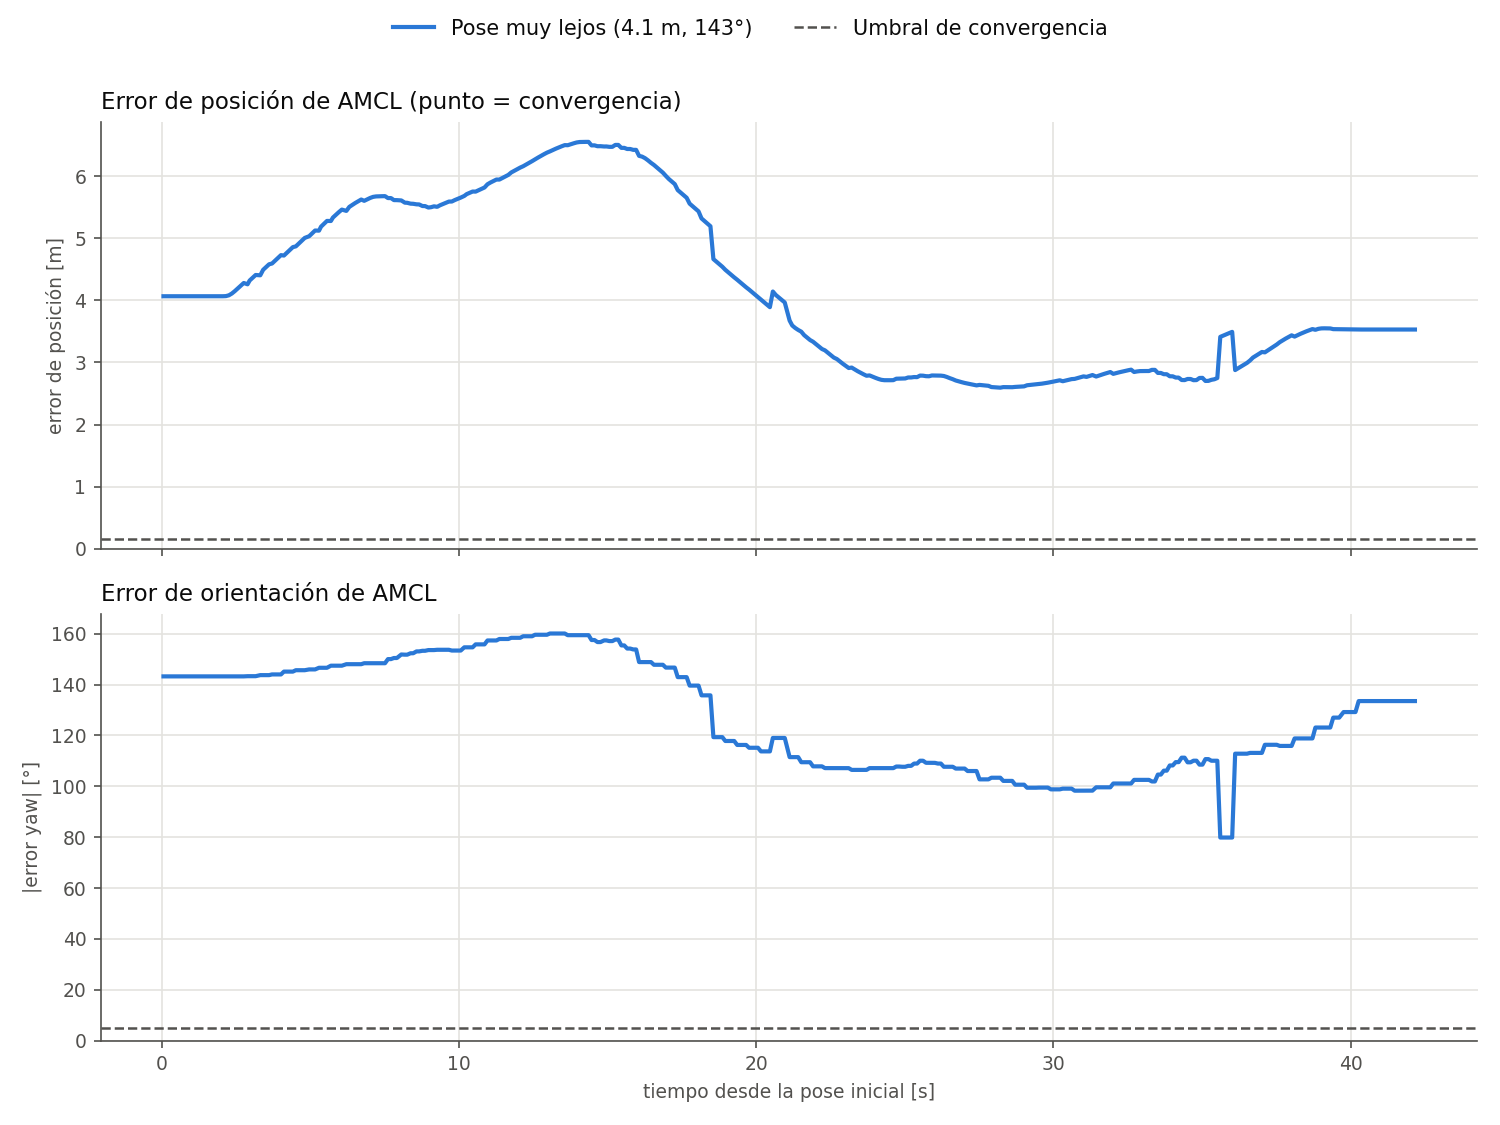 Pose muy lejos (4.1 m, 143°)
Umbral de convergencia
Error de posición de AMCL (punto = convergencia)
error de posición [m]
6
5
4
3
2
1
0
Error de orientación de AMCL
|error yaw| [°]
160
140
120
100
80
60
40
20
0
0 10 20 30 40
tiempo desde la pose inicial [s]